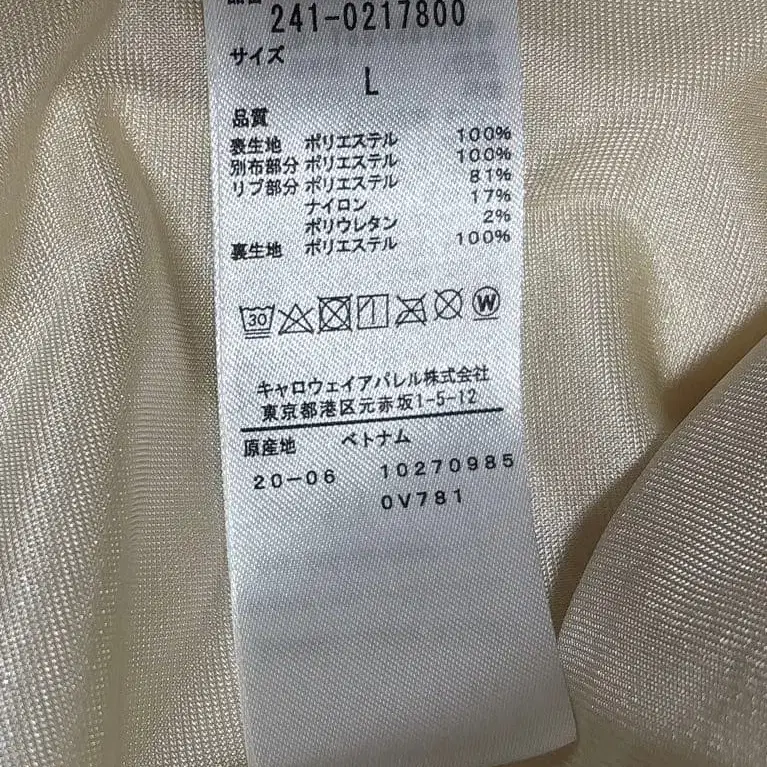 品番
241-0217800
サイズ
L
品質
表生地 ポリエステル 100%
別布部分 ポリエステル 100%
リブ部分 ポリエステル 81%
ナイロン 17%
ポリウレタン 2%
裏生地 ポリエステル 100%
30 W
キャロウェイアパレル株式会社
東京都港区元赤坂1-5-12
原産地 ベトナム
20-06 10270985
0V781